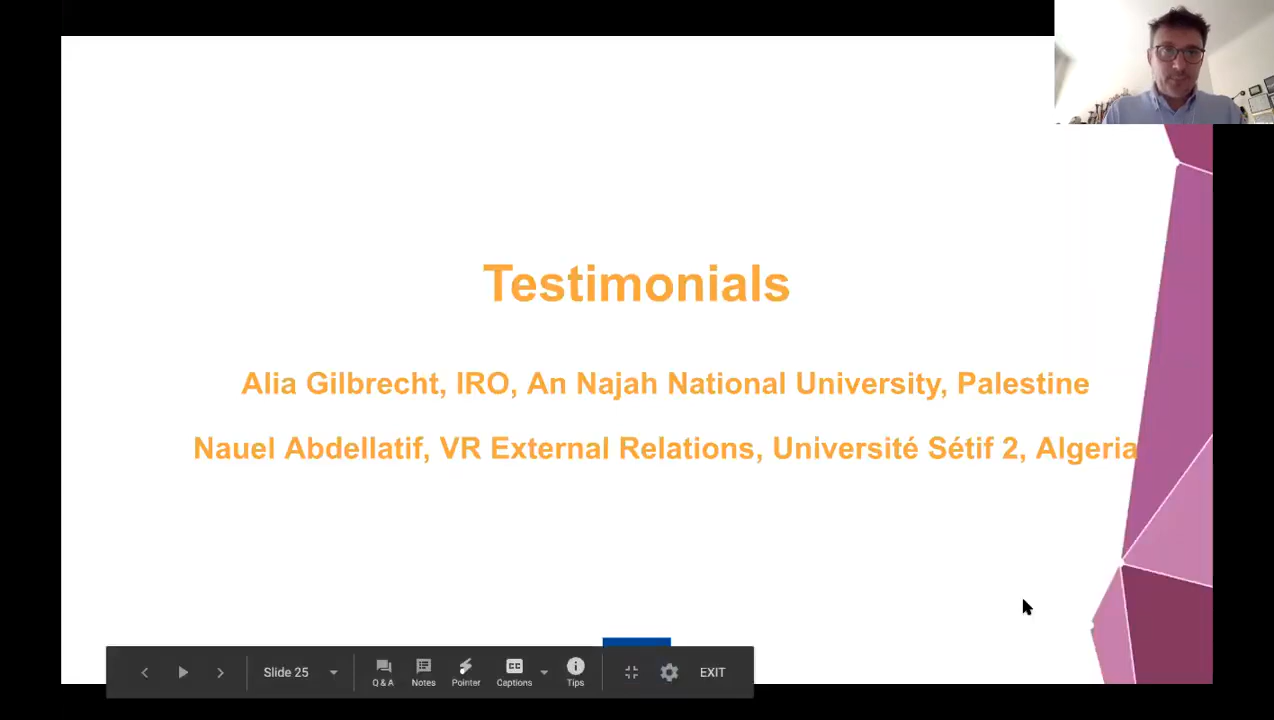 Testimonials
Alia Gilbrecht, IRO, An Najah National University, Palestine
Nauel Abdellatif, VR External Relations, Université Sétif 2, Algeria
Slide 25
Q & A
Notes
Pointer
CC
Captions
Tips
EXIT